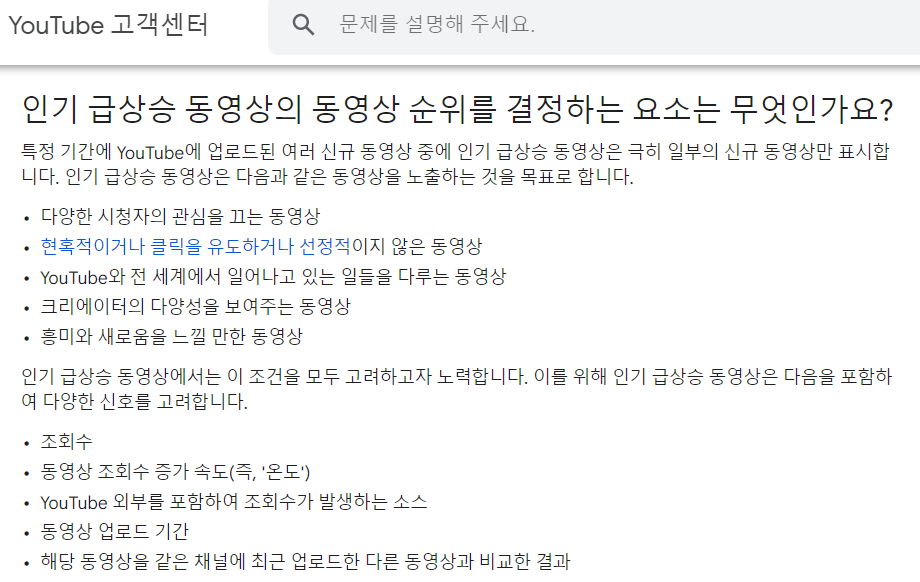 YouTube 고객센터
문제를 설명해 주세요.
인기 급상승 동영상의 동영상 순위를 결정하는 요소는 무엇인가요?
특정 기간에 YouTube에 업로드된 여러 신규 동영상 중에 인기 급상승 동영상은 극히 일부의 신규 동영상만 표시합
니다. 인기 급상승 동영상은 다음과 같은 동영상을 노출하는 것을 목표로 합니다.
• 다양한 시청자의 관심을 끄는 동영상
• 현혹적이거나 클릭을 유도하거나 선정적이지 않은 동영상
• YouTube와 전 세계에서 일어나고 있는 일들을 다루는 동영상
• 크리에이터의 다양성을 보여주는 동영상
• 흥미와 새로움을 느낄 만한 동영상
인기 급상승 동영상에서는 이 조건을 모두 고려하고자 노력합니다. 이를 위해 인기 급상승 동영상은 다음을 포함하
여 다양한 신호를 고려합니다.
• 조회수
• 동영상 조회수 증가 속도(즉, '온도')
• YouTube 외부를 포함하여 조회수가 발생하는 소스
• 동영상 업로드 기간
• 해당 동영상을 같은 채널에 최근 업로드한 다른 동영상과 비교한 결과